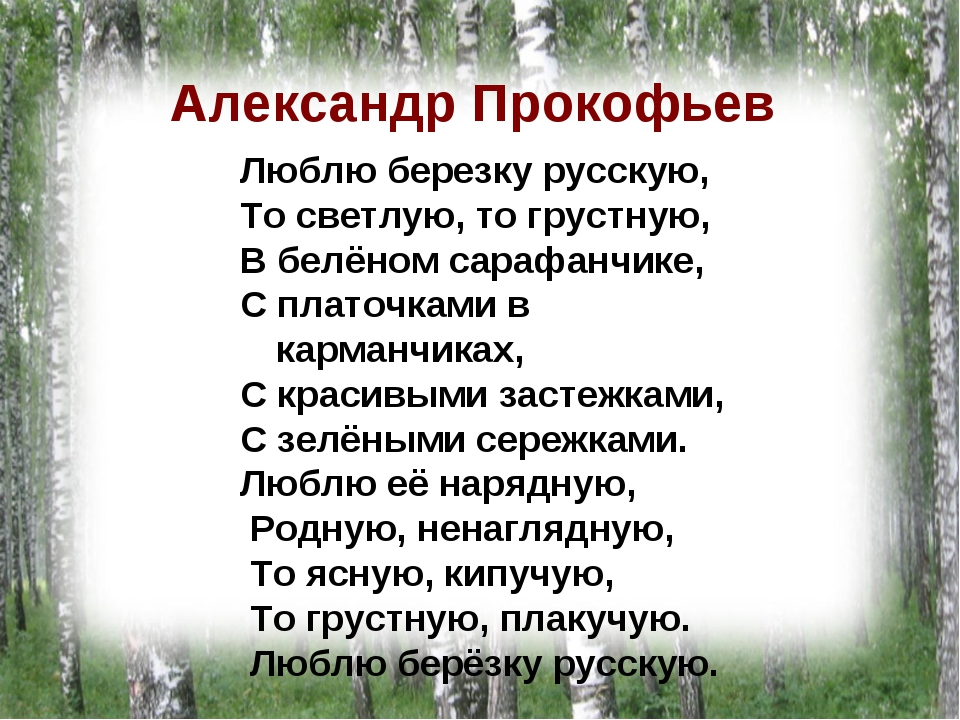 Александр Прокофьев
Люблю березку русскую,
То светлую, то грустную,
В белёном сарафанчике,
С платочками в
карманчиках,
С красивыми застежками,
С зелёными сережками.
Люблю её нарядную,
Родную, ненаглядную,
То ясную, кипучую,
То грустную, плакучую.
Люблю берёзку русскую.